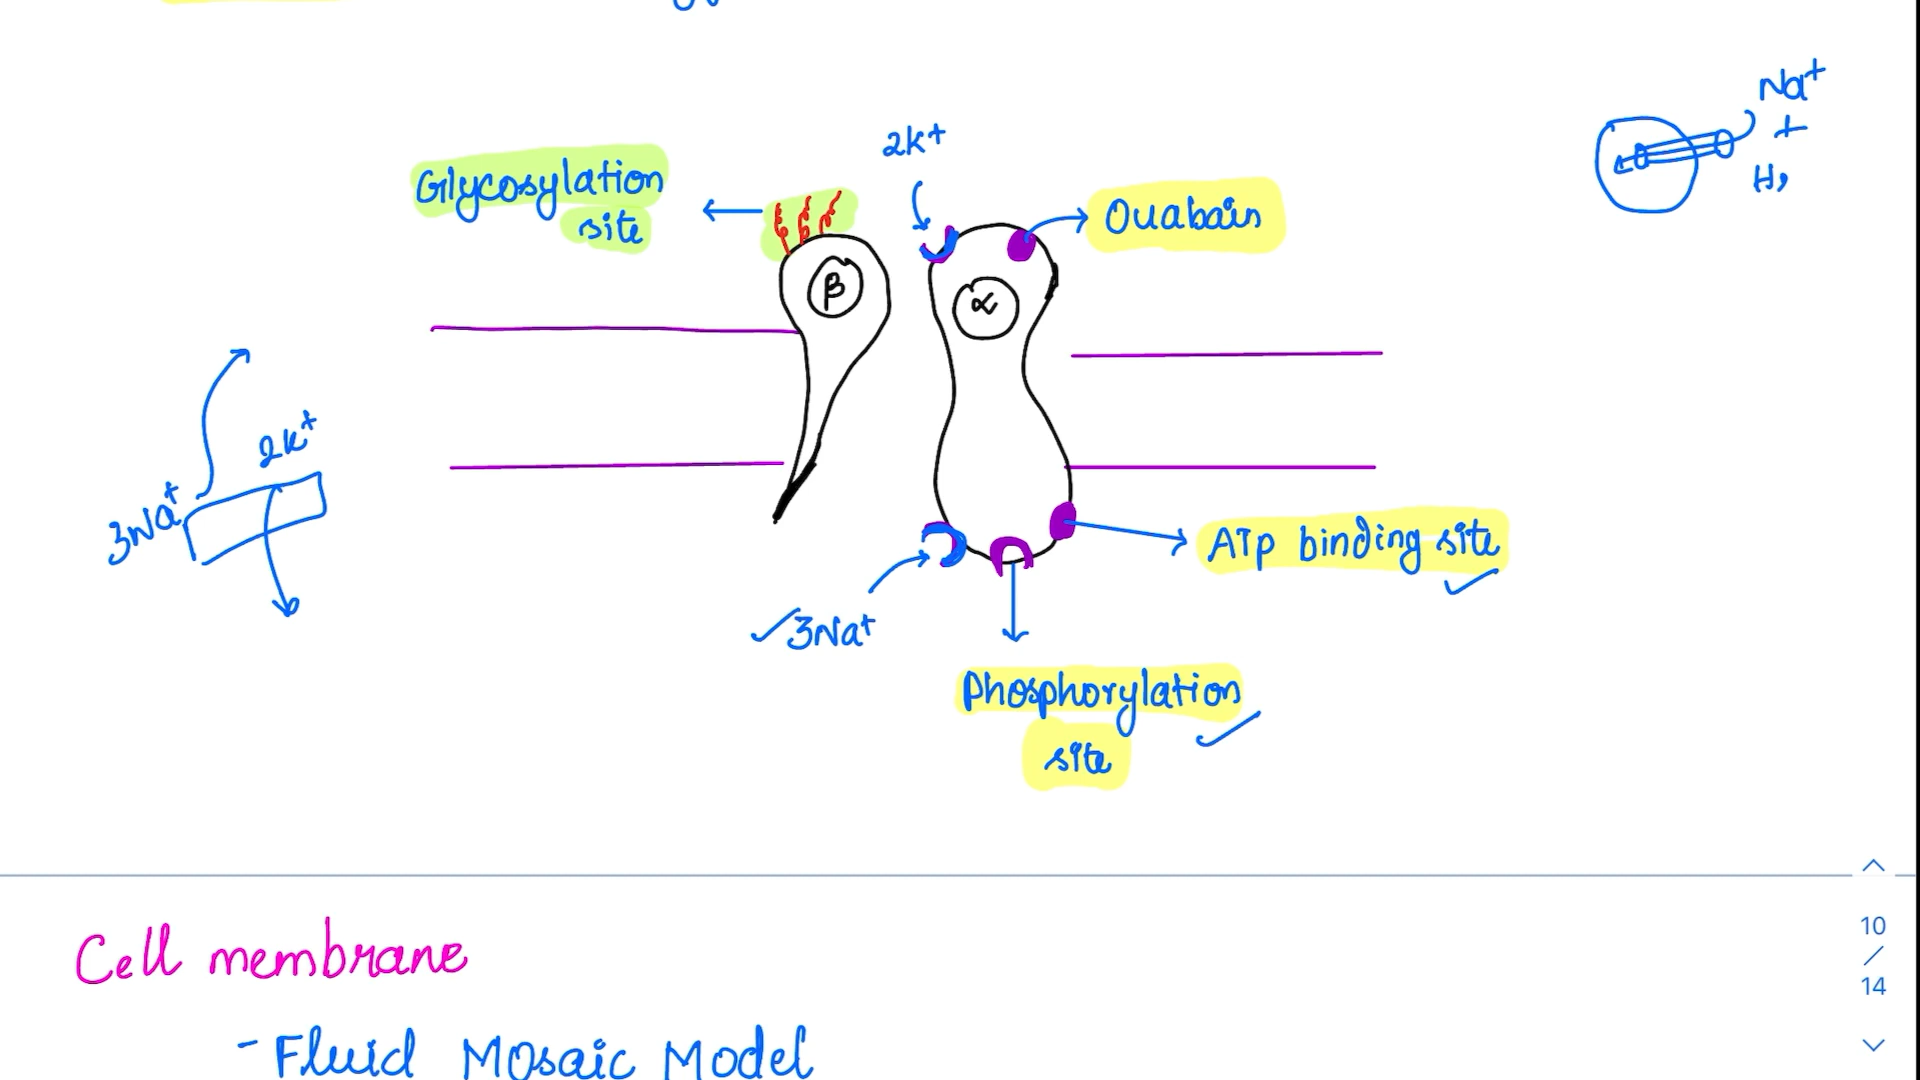 Na+
+
H2
2K+
Glycosylation
site
Ouabain
β
α
2K+
3Na+
ATP binding site
3Na+
Phosphorylation
site
Cell membrane
- Fluid Mosaic Model
10
/
14